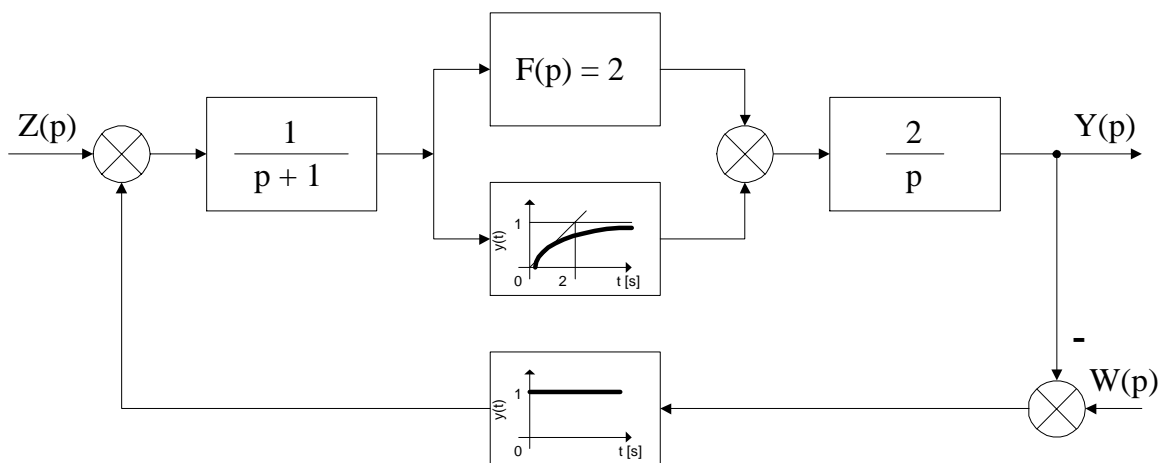 F(p) = 2
Z(p)
1
p + 1
2
p
Y(p)
y(t)
1
0
2
t [s]
-
W(p)
y(t)
1
0
t [s]